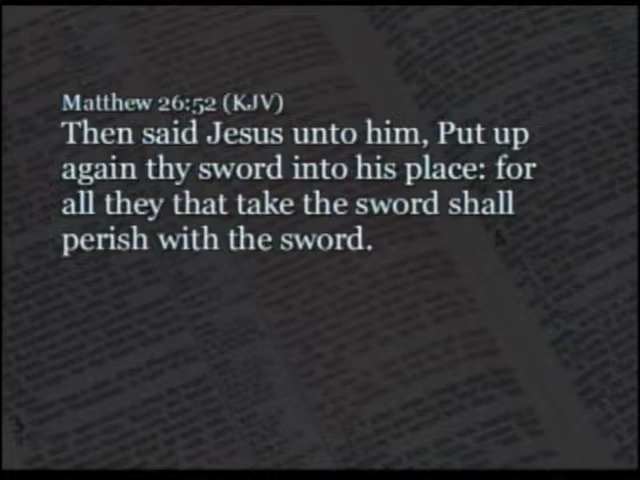 Matthew 26:52 (KJV)
Then said Jesus unto him, Put up
again thy sword into his place: for
all they that take the sword shall
perish with the sword.